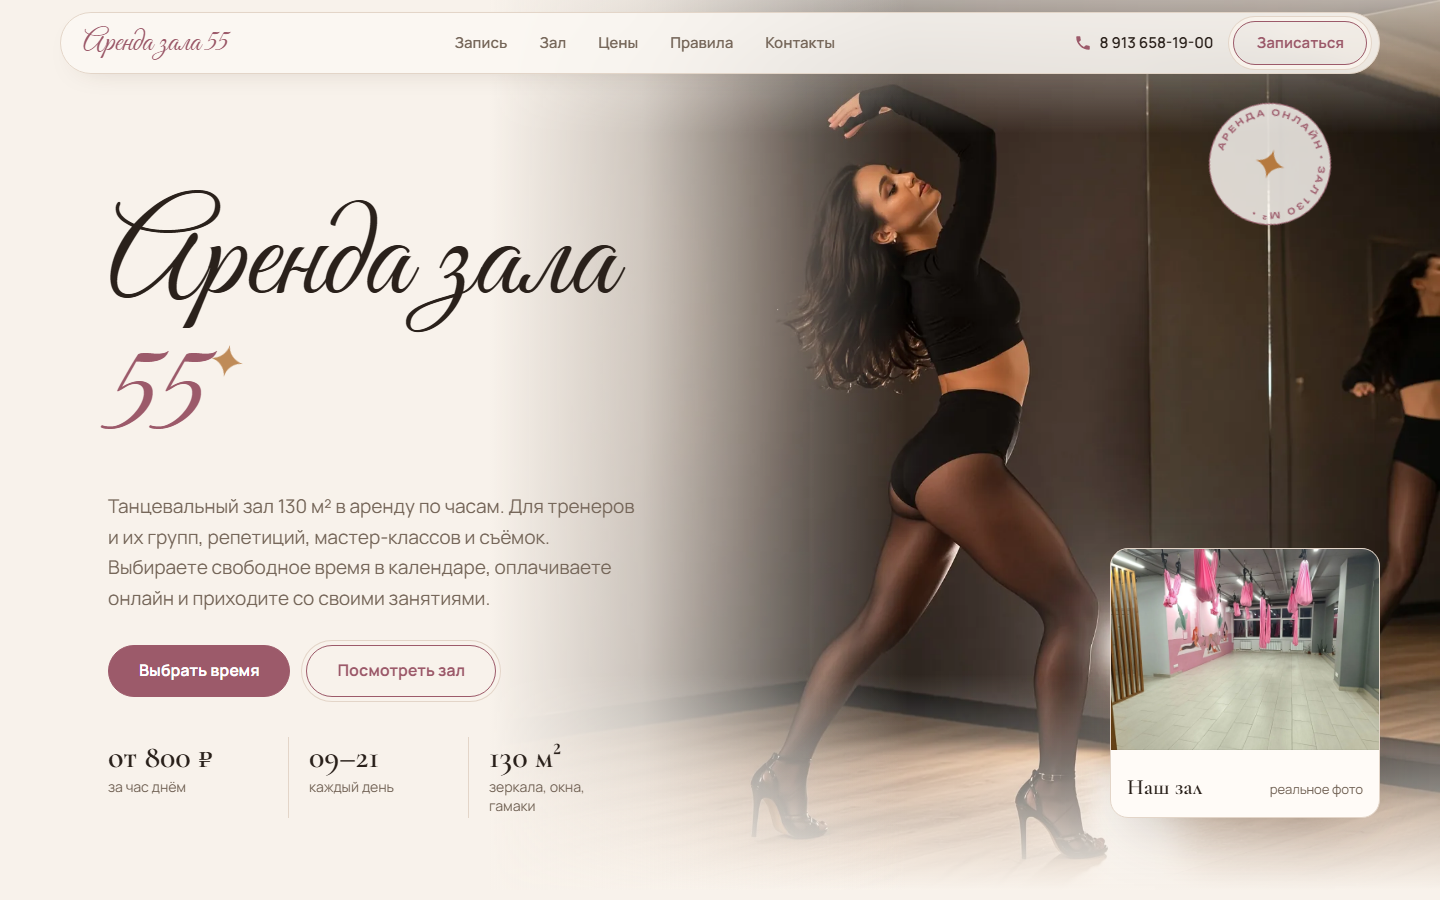 Аренда зала 55
Запись
Зал
Цены
Правила
Контакты
8 913 658-19-00
Записаться
АРЕНДА ОНЛАЙН • ЗАЛ 130 М² •
Аренда зала
55
Танцевальный зал 130 м² в аренду по часам. Для тренеров
и их групп, репетиций, мастер-классов и съёмок.
Выбираете свободное время в календаре, оплачиваете
онлайн и приходите со своими занятиями.
Выбрать время
Посмотреть зал
от 800 ₽
за час днём
09–21
каждый день
130 м²
зеркала, окна,
гамаки
Наш зал
реальное фото